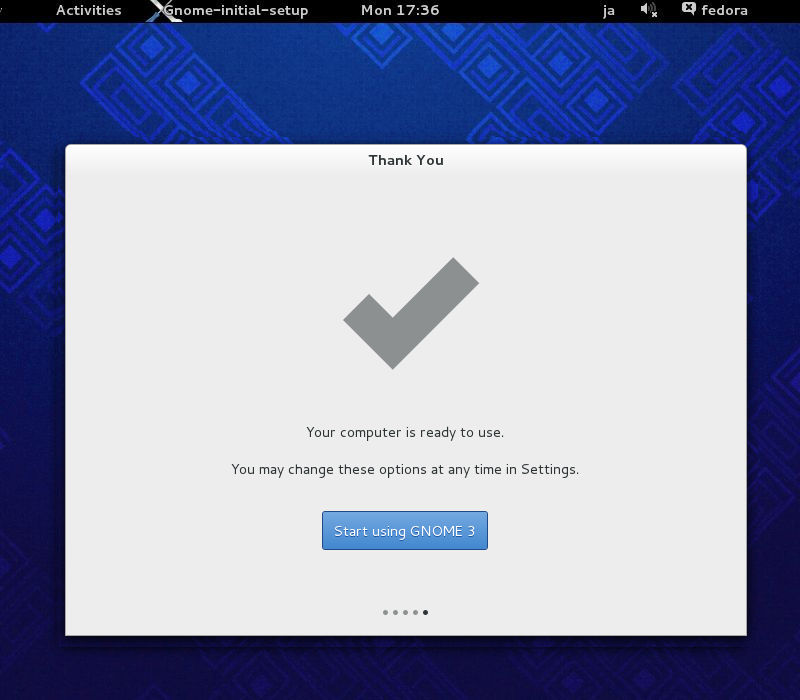 Activities Gnome-initial-setup Mon 17:36 ja fedora
Thank You
Your computer is ready to use.
You may change these options at any time in Settings.
Start using GNOME 3